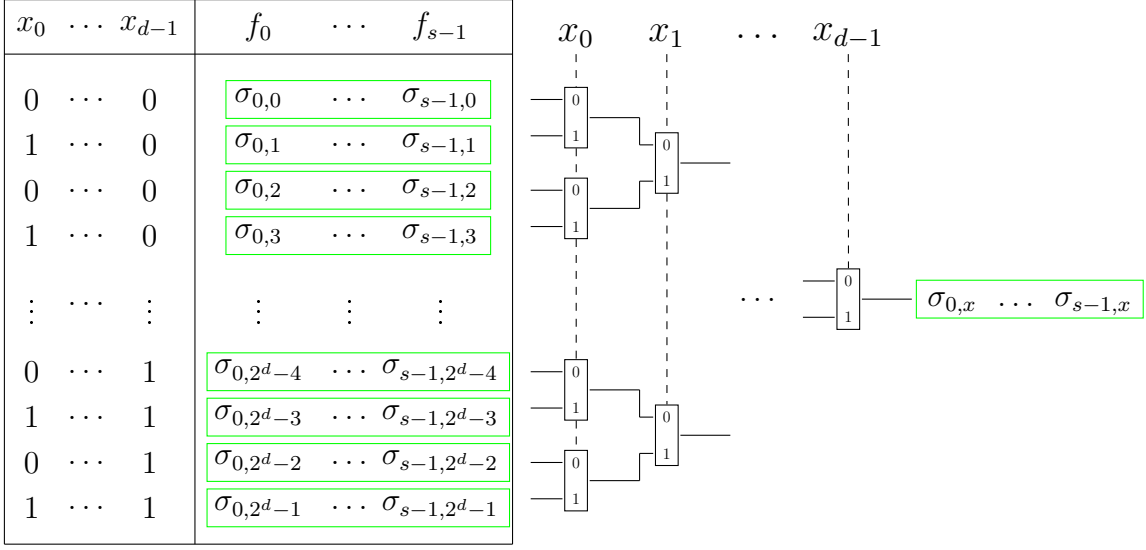 x_0 ⋯ x_{d−1} f_0 ⋯ f_{s−1} x_0 x_1 ⋯ x_{d−1}
0 ⋯ 0 σ_{0,0} ⋯ σ_{s−1,0} 0
1 ⋯ 0 σ_{0,1} ⋯ σ_{s−1,1} 1 0
0 ⋯ 0 σ_{0,2} ⋯ σ_{s−1,2} 0 1
1 ⋯ 0 σ_{0,3} ⋯ σ_{s−1,3} 1
⋮ ⋯ ⋮ ⋮ ⋮ ⋮ ⋯ 0 1 σ_{0,x} … σ_{s−1,x}
0 ⋯ 1 σ_{0,2^d−4} ⋯ σ_{s−1,2^d−4} 0
1 ⋯ 1 σ_{0,2^d−3} ⋯ σ_{s−1,2^d−3} 1 0
0 ⋯ 1 σ_{0,2^d−2} ⋯ σ_{s−1,2^d−2} 0 1
1 ⋯ 1 σ_{0,2^d−1} ⋯ σ_{s−1,2^d−1} 1